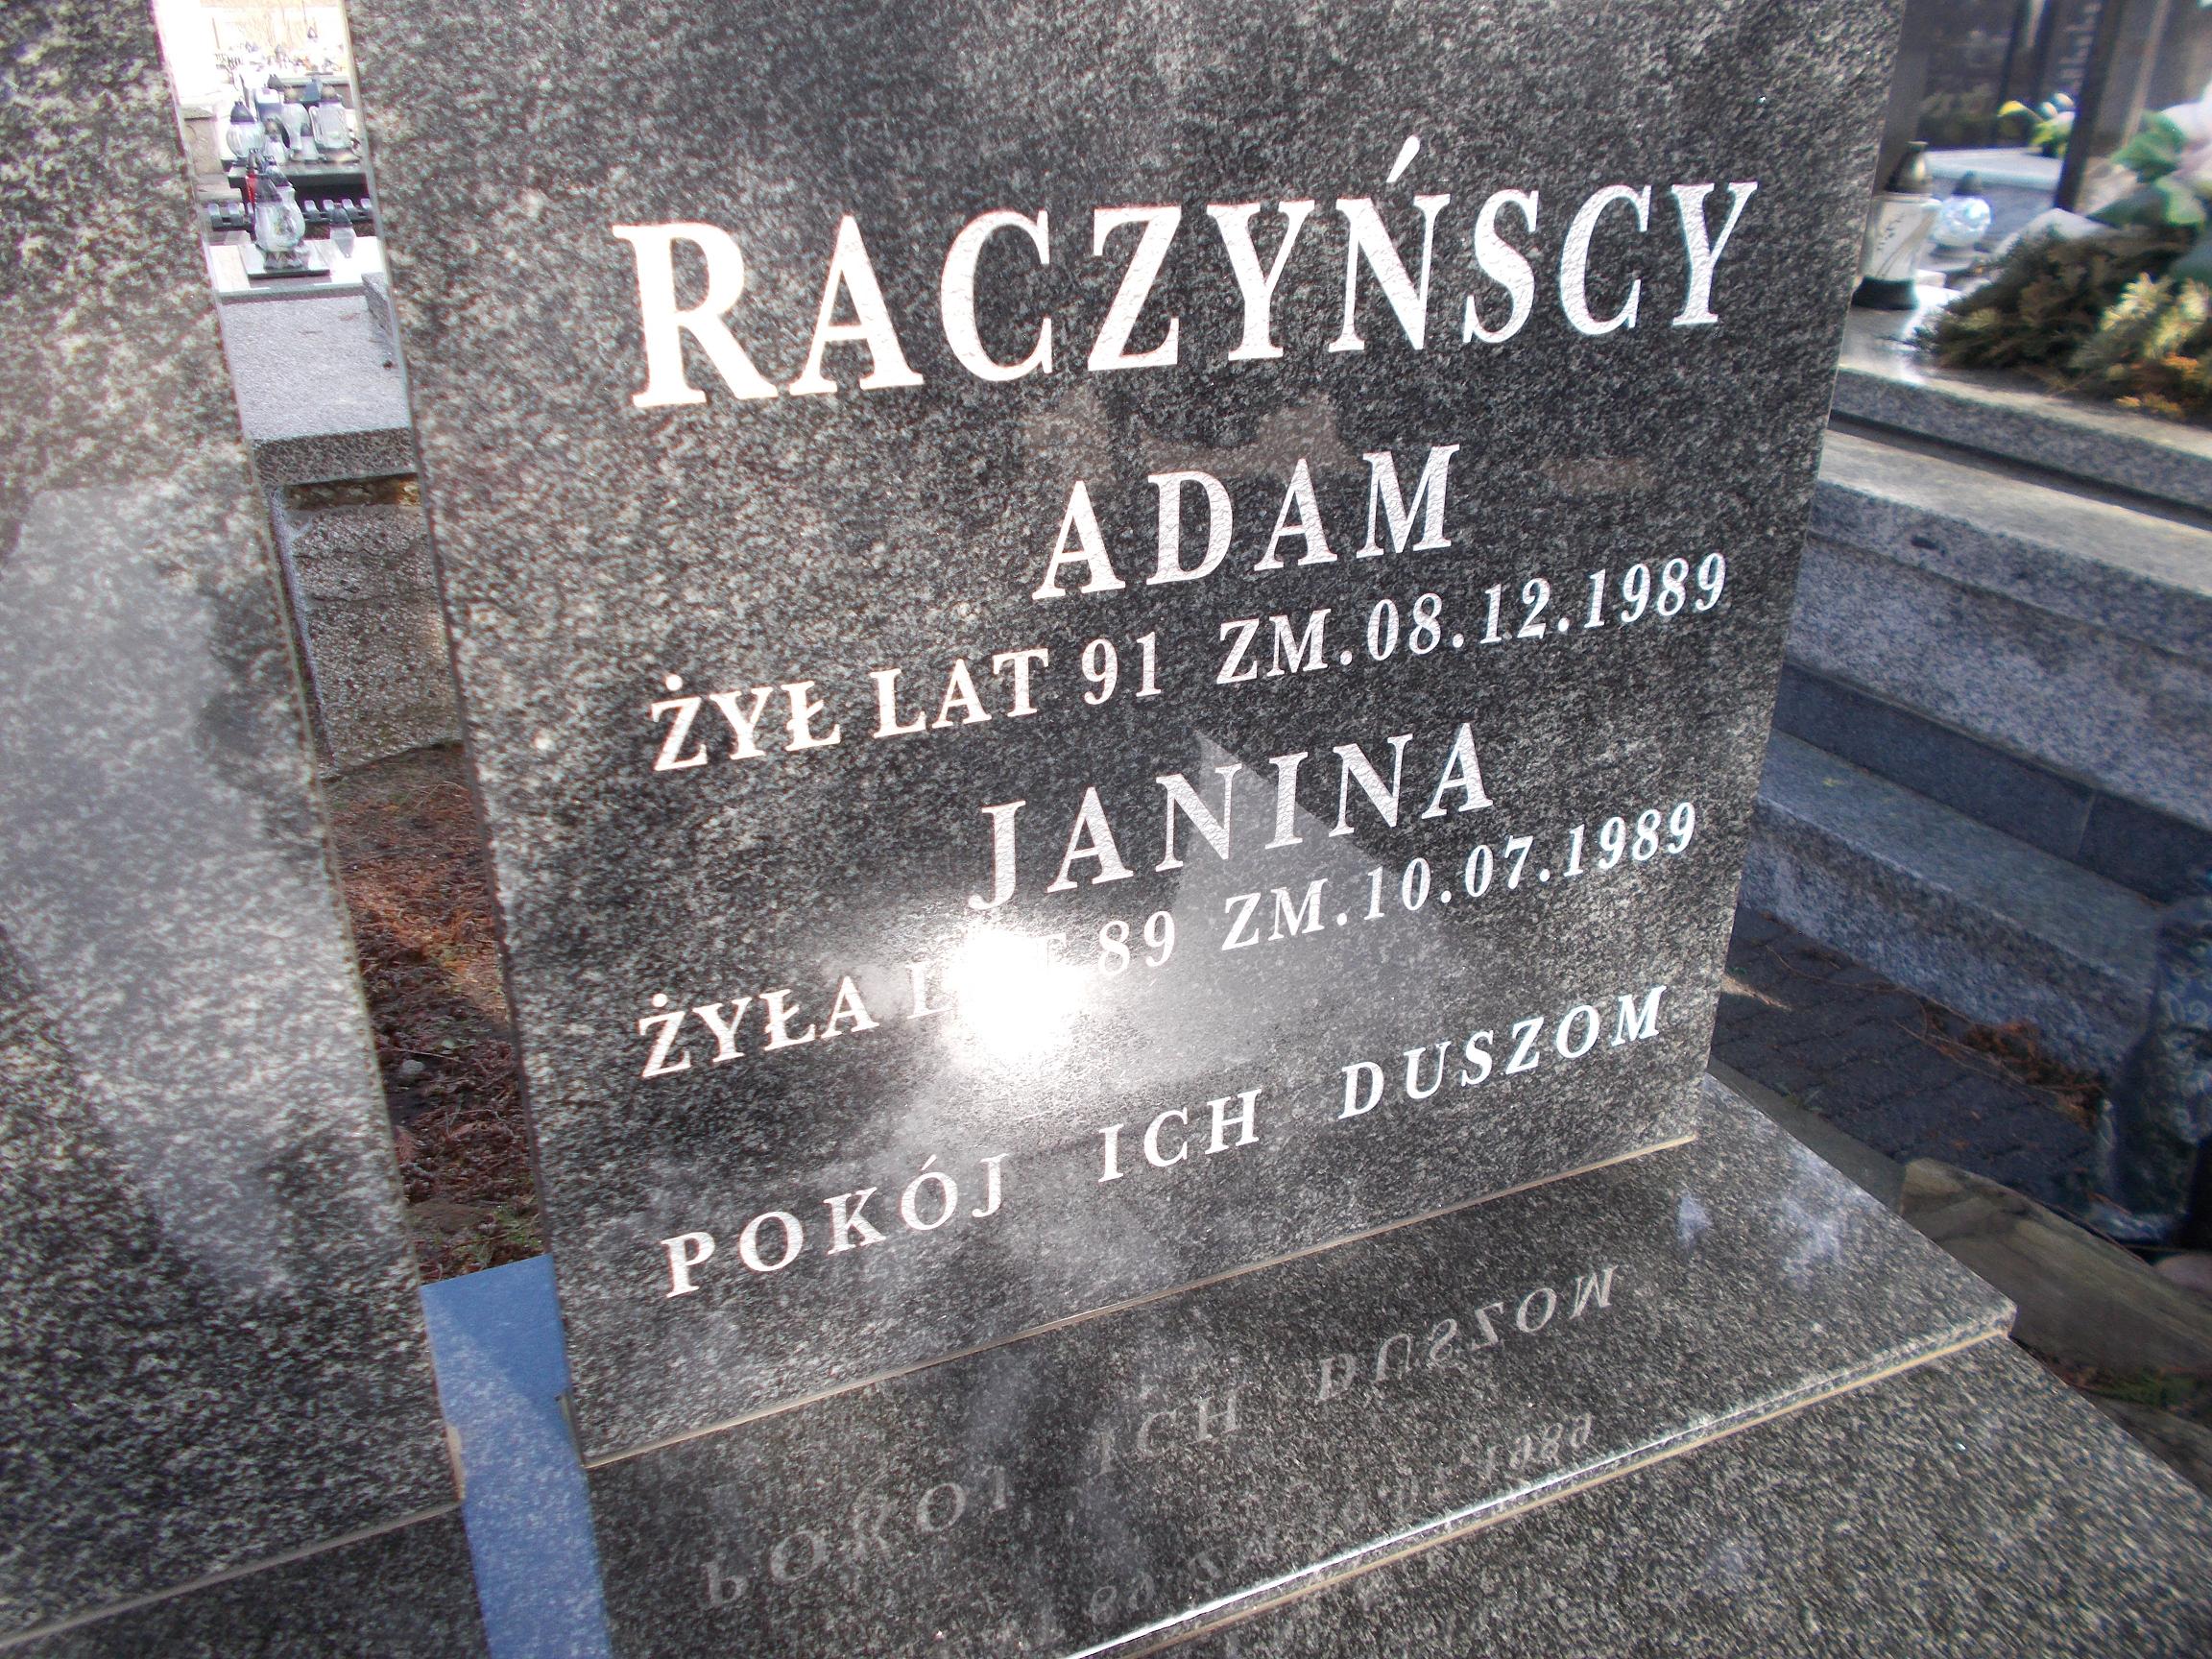 RACZYŃSCY
ADAM
ŻYŁ LAT 91 ZM.08.12.1989
JANINA
ŻYŁA LAT 89 ZM.10.07.1989
POKÓJ ICH DUSZOM